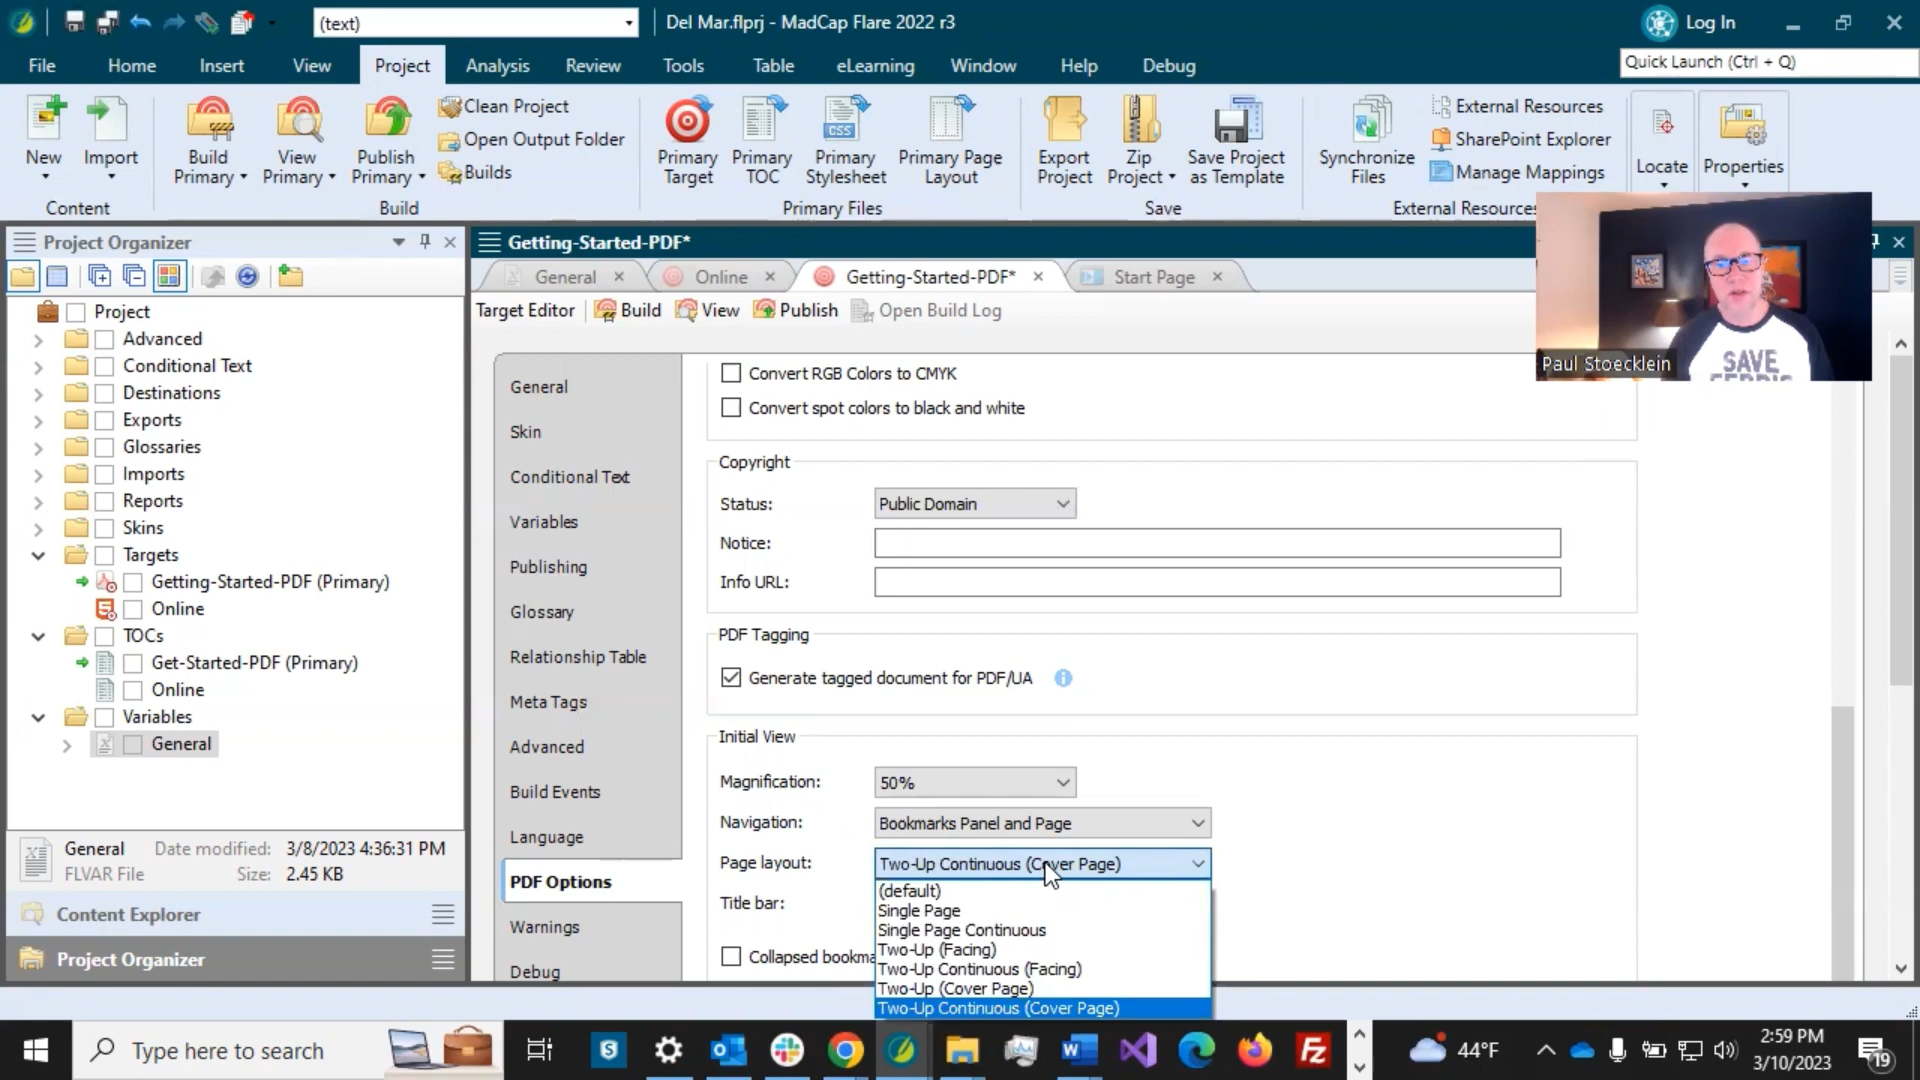 (text)
Del Mar.flprj - MadCap Flare 2022 r3
Log In
File
Home
Insert
View
Project
Analysis
Review
Tools
Table
eLearning
Window
Help
Debug
Quick Launch (Ctrl + Q)
New
Import
Build Primary
View Primary
Publish Primary
Clean Project
Open Output Folder
Builds
Primary Target
Primary TOC
Primary Stylesheet
Primary Page Layout
Export Project
Zip Project
Save Project as Template
Synchronize Files
External Resources
SharePoint Explorer
Manage Mappings
Locate
Properties
CSS
Content
Build
Primary Files
Save
External Resources
Project Organizer
Project
Advanced
Conditional Text
Destinations
Exports
Glossaries
Imports
Reports
Skins
Targets
Getting-Started-PDF (Primary)
Online
TOCs
Get-Started-PDF (Primary)
Online
Variables
General
General
Date modified: 3/8/2023 4:36:31 PM
FLVAR File
Size: 2.45 KB
Content Explorer
Project Organizer
Getting-Started-PDF*
General
Online
Getting-Started-PDF*
Start Page
Target Editor
Build
View
Publish
Open Build Log
General
Skin
Conditional Text
Variables
Publishing
Glossary
Relationship Table
Meta Tags
Advanced
Build Events
Language
PDF Options
Warnings
Debug
Convert RGB Colors to CMYK
Convert spot colors to black and white
Copyright
Status: Public Domain
Notice:
Info URL:
PDF Tagging
Generate tagged document for PDF/UA
Initial View
Magnification: 50%
Navigation: Bookmarks Panel and Page
Page layout: Two-Up Continuous (Cover Page)
(default)
Single Page
Single Page Continuous
Two-Up (Facing)
Two-Up Continuous (Facing)
Two-Up (Cover Page)
Two-Up Continuous (Cover Page)
Title bar:
Collapsed bookma
Paul Stoecklein
SAVE
FERRIS
Type here to search
44°F
2:59 PM
3/10/2023
19